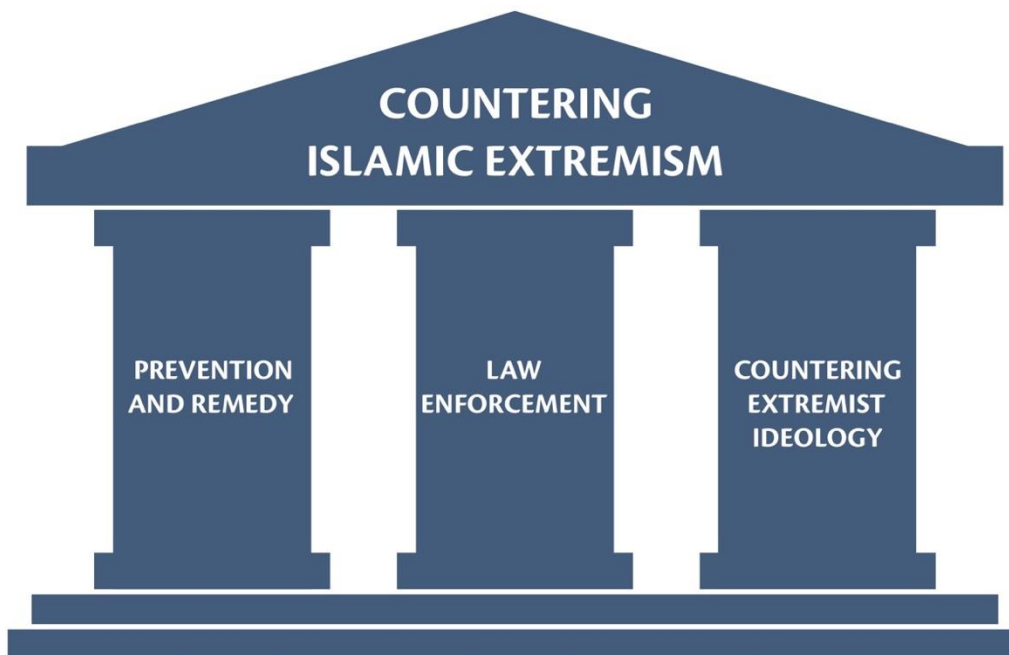 COUNTERING
ISLAMIC EXTREMISM
PREVENTION
AND REMEDY
LAW
ENFORCEMENT
COUNTERING
EXTREMIST
IDEOLOGY